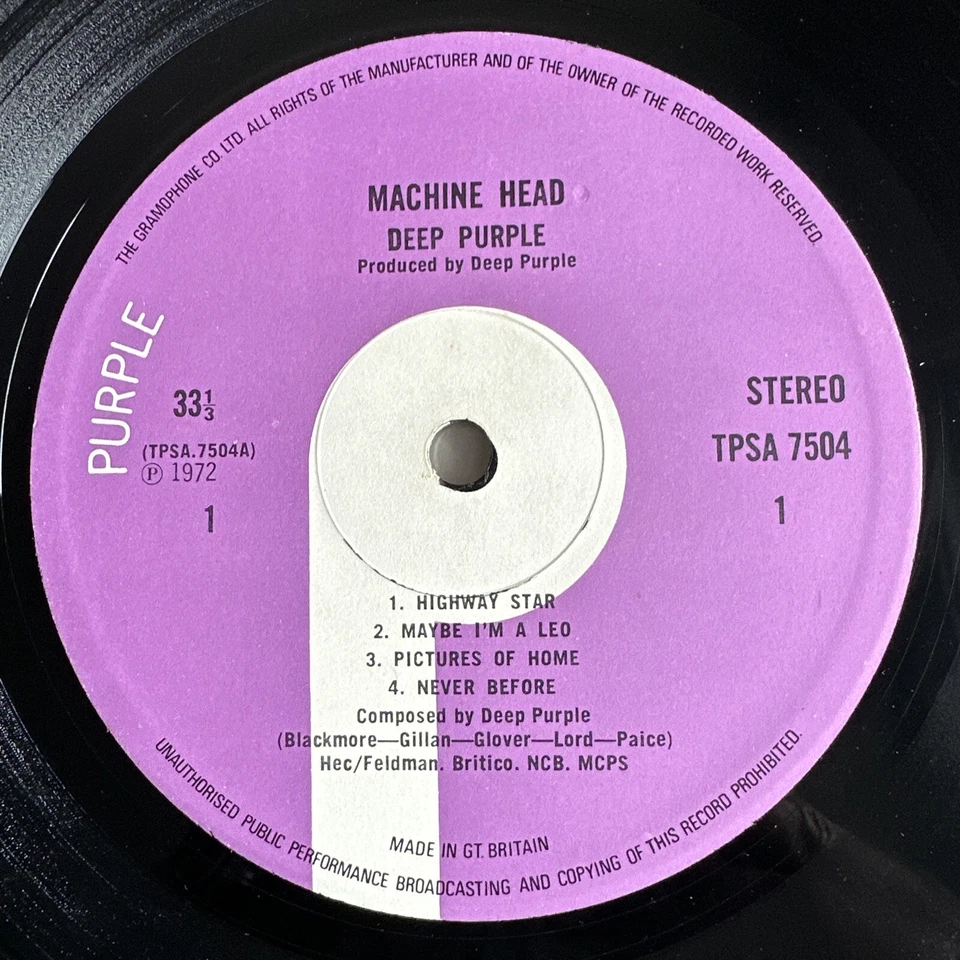 THE GRAMOPHONE CO. LTD. ALL RIGHTS OF THE MANUFACTURER AND OF THE OWNER OF THE RECORDED WORK RESERVED.
MACHINE HEAD
DEEP PURPLE
Produced by Deep Purple
PURPLE
33⅓
(TPSA.7504A)
Ⓟ 1972
1
STEREO
TPSA 7504
1
1. HIGHWAY STAR
2. MAYBE I'M A LEO
3. PICTURES OF HOME
4. NEVER BEFORE
Composed by Deep Purple
(Blackmore—Gillan—Glover—Lord—Paice)
Hec/Feldman. Britico. NCB. MCPS
MADE IN GT. BRITAIN
UNAUTHORISED PUBLIC PERFORMANCE BROADCASTING AND COPYING OF THIS RECORD PROHIBITED.